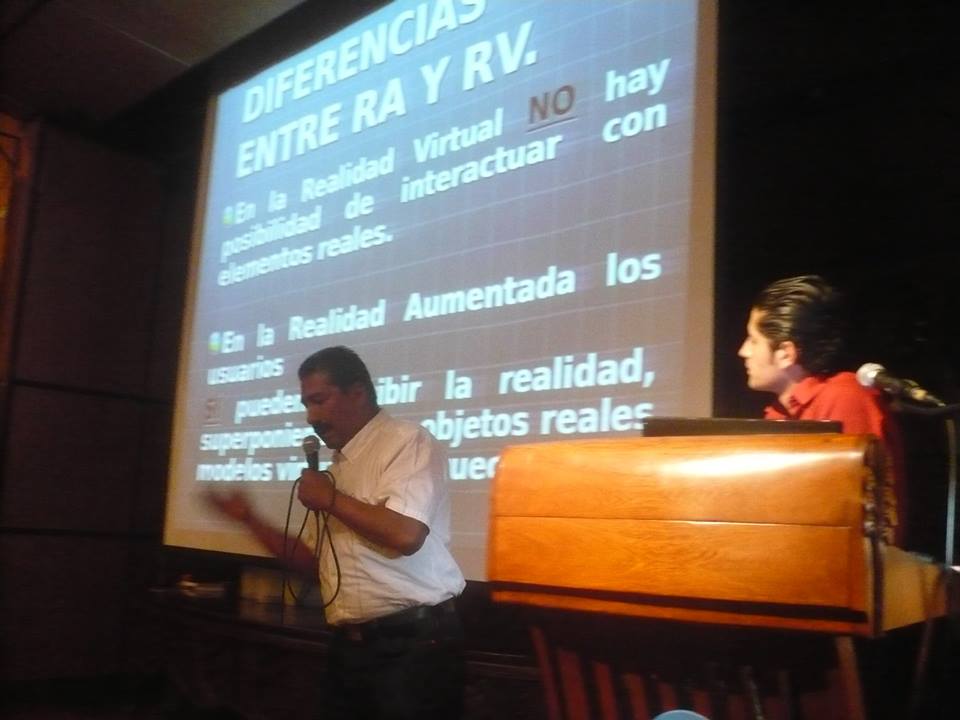 DIFERENCIAS
ENTRE RA Y RV.
En la Realidad Virtual NO hay
posibilidad de interactuar con
elementos reales.
En la Realidad Aumentada los
usuarios
SI la realidad,
objetos reales
modelos